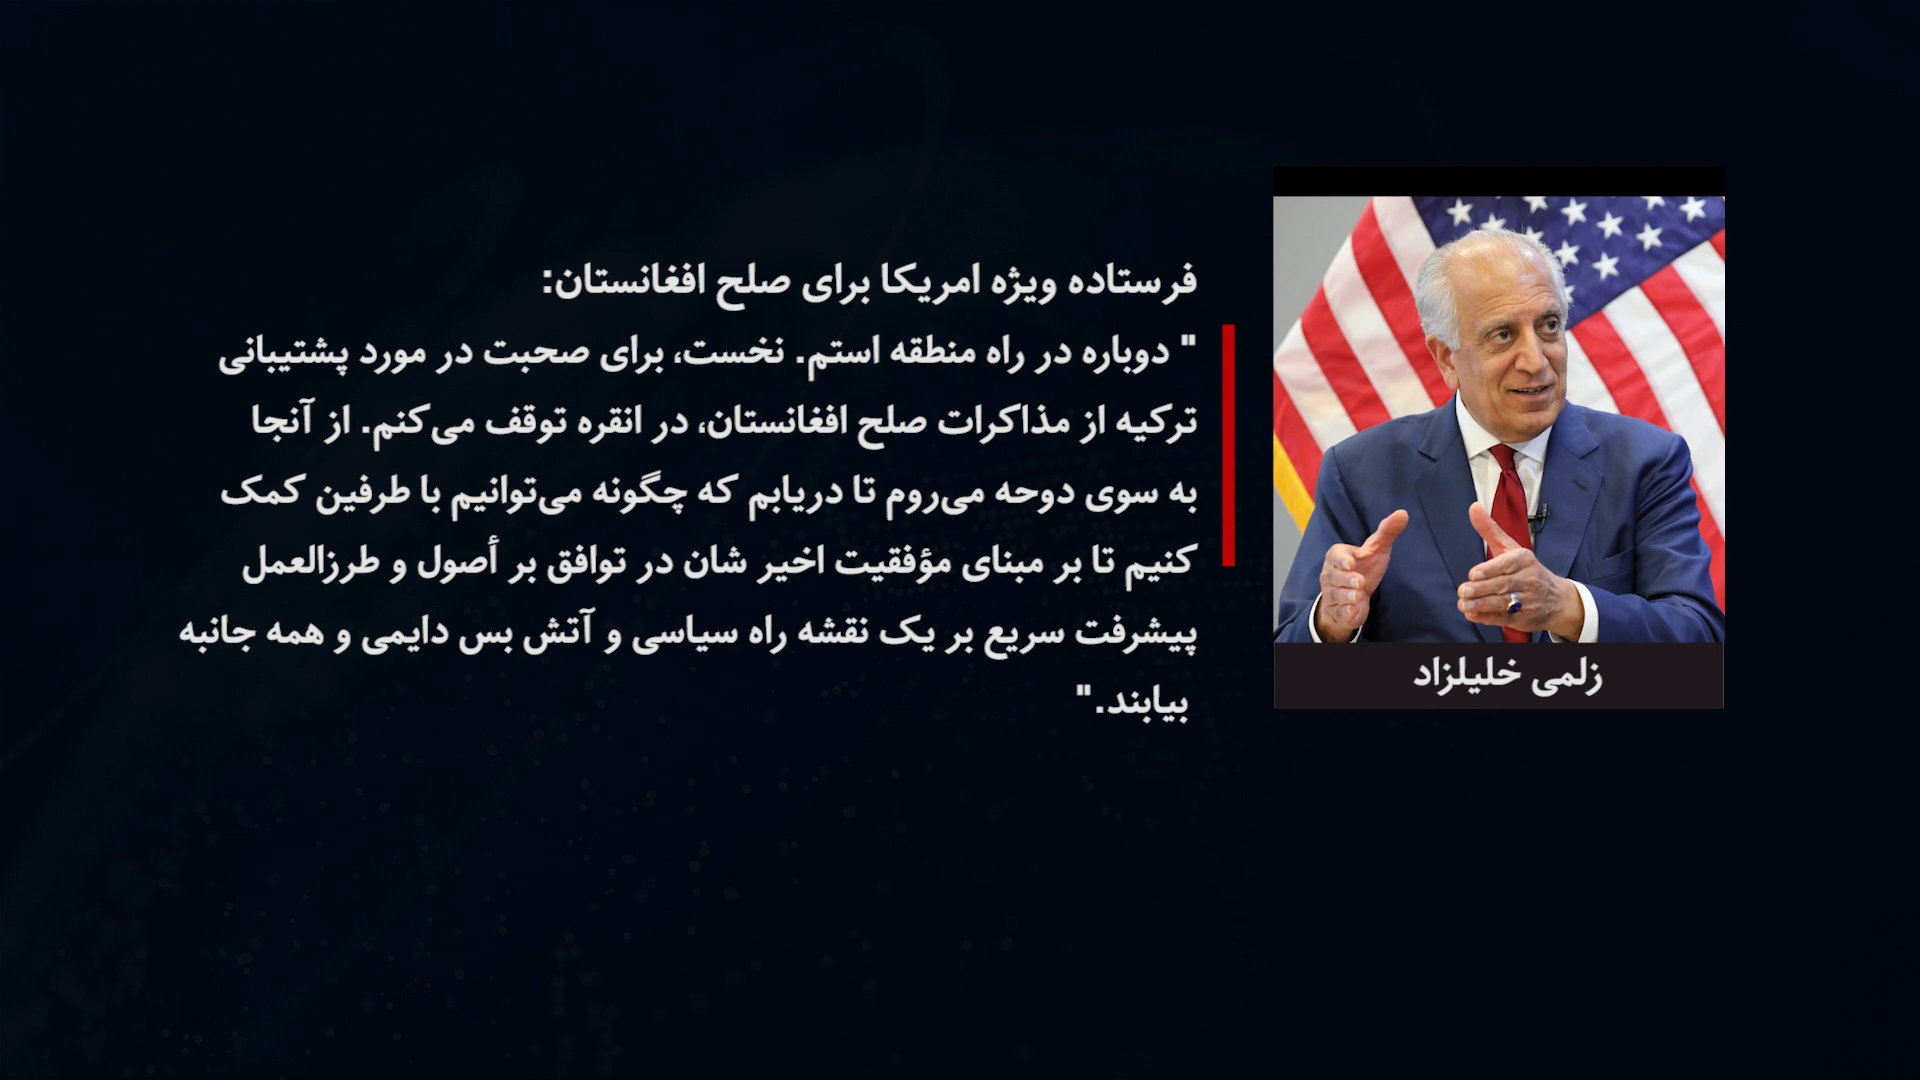 فرستاده ویژه امریکا برای صلح افغانستان:
" دوباره در راه منطقه استم. نخست، برای صحبت در مورد پشتیبانی
ترکیه از مذاکرات صلح افغانستان، در انقره توقف می‌کنم. از آنجا
به سوی دوحه می‌روم تا دریابم که چگونه می‌توانیم با طرفین کمک
کنیم تا بر مبنای مؤفقیت اخیر شان در توافق بر أصول و طرزالعمل
پیشرفت سریع بر یک نقشه راه سیاسی و آتش بس دایمی و همه جانبه
بیابند."
زلمی خلیلزاد